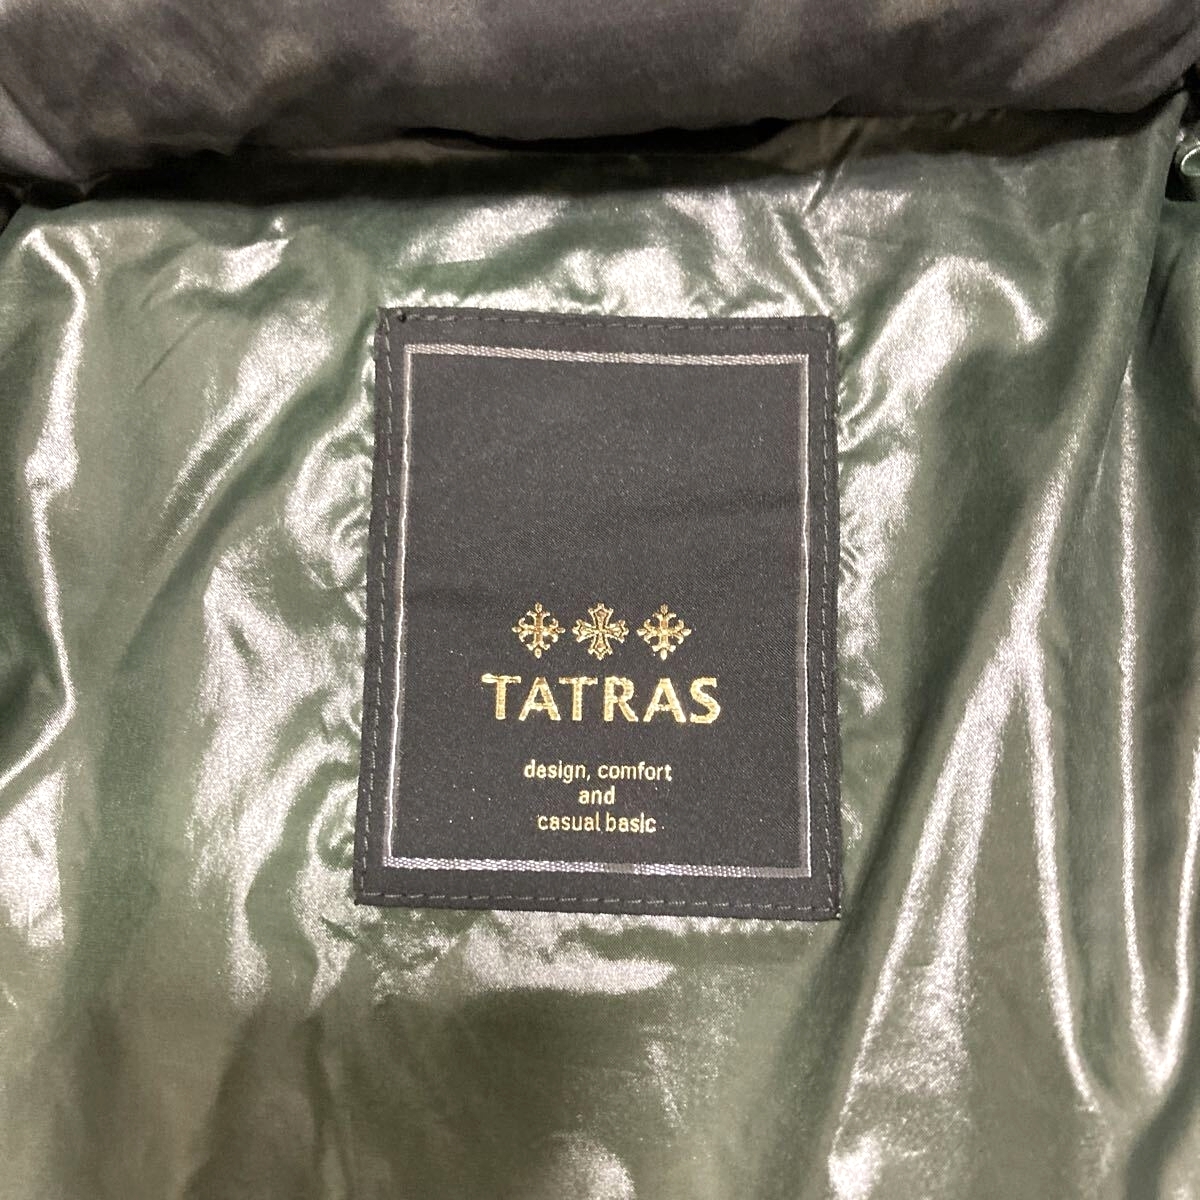 TATRAS
design, comfort
and
casual basic